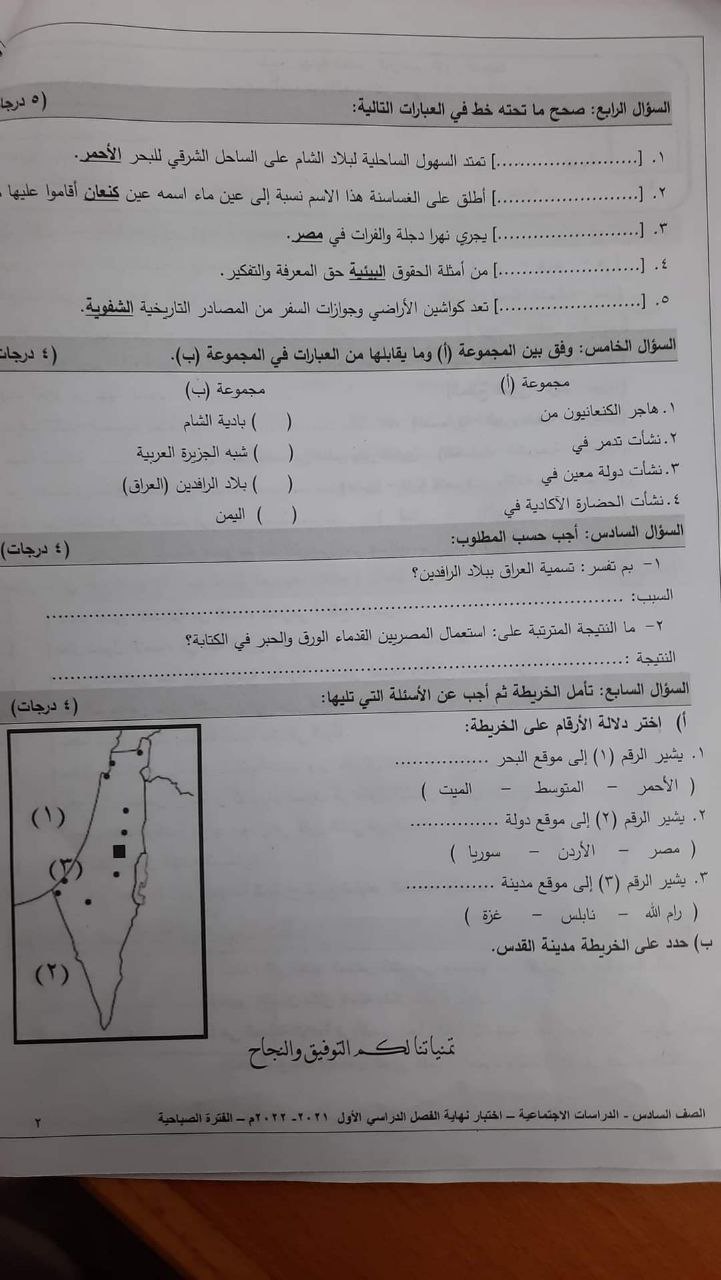 السؤال الرابع: صحح ما تحته خط في العبارات التالية: (٥ درجات
١. [........................] تمتد السهول الساحلية لبلاد الشام على الساحل الشرقي للبحر الأحمر.
٢. [........................] أطلق على الغساسنة هذا الاسم نسبة إلى عين ماء اسمه عين كنعان أقاموا عليها
٣. [........................] يجري نهرا دجلة والفرات في مصر.
٤. [........................] من أمثلة الحقوق البيئية حق المعرفة والتفكير.
٥. [........................] تعد كواشين الأراضي وجوازات السفر من المصادر التاريخية الشفوية.
السؤال الخامس: وفق بين المجموعة (أ) وما يقابلها من العبارات في المجموعة (ب). (٤ درجات
مجموعة (أ) مجموعة (ب)
١. هاجر الكنعانيون من ( ) بادية الشام
٢. نشأت تدمر في ( ) شبه الجزيرة العربية
٣. نشأت دولة معين في ( ) بلاد الرافدين (العراق)
٤. نشأت الحضارة الآكادية في ( ) اليمن
السؤال السادس: أجب حسب المطلوب: (٤ درجات)
١- بم تفسر: تسمية العراق ببلاد الرافدين؟
السبب: ................................................
٢- ما النتيجة المترتبة على: استعمال المصريين القدماء الورق والحبر في الكتابة؟
النتيجة: ................................................
السؤال السابع: تأمل الخريطة ثم أجب عن الأسئلة التي تليها: (٤ درجات)
أ) إختر دلالة الأرقام على الخريطة:
١. يشير الرقم (١) إلى موقع البحر ................
( الأحمر – المتوسط – الميت )
٢. يشير الرقم (٢) إلى موقع دولة ...............
( مصر – الأردن – سوريا )
٣. يشير الرقم (٣) إلى موقع مدينة ...............
( رام الله – نابلس – غزة )
ب) حدد على الخريطة مدينة القدس.
(١)
(٣)
(٢)
تمنياتنا لكم التوفيق والنجاح
الصف السادس - الدراسات الاجتماعية – اختبار نهاية الفصل الدراسي الأول ٢٠٢١- ٢٠٢٢م – الفترة الصباحية ٢